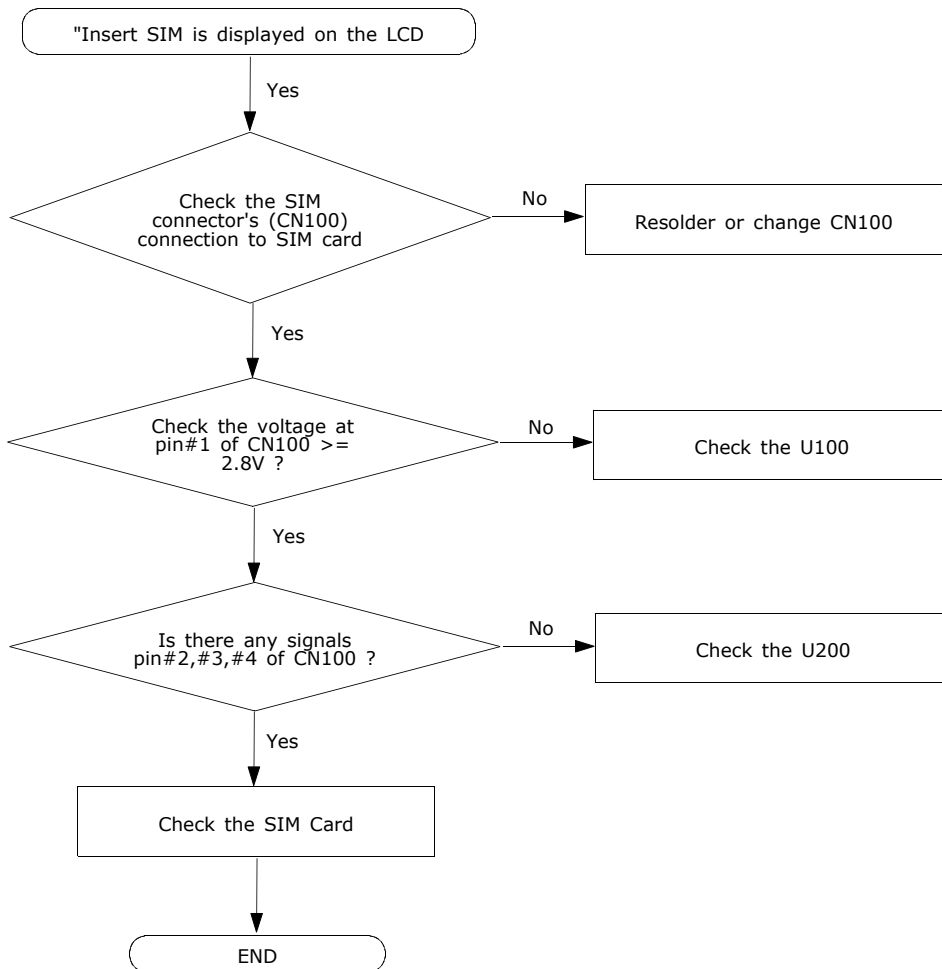 "Insert SIM is displayed on the LCD
Yes
Check the SIM
connector's (CN100)
connection to SIM card
No
Resolder or change CN100
Yes
Check the voltage at
pin#1 of CN100 >=
2.8V ?
No
Check the U100
Yes
Is there any signals
pin#2,#3,#4 of CN100 ?
No
Check the U200
Yes
Check the SIM Card
END